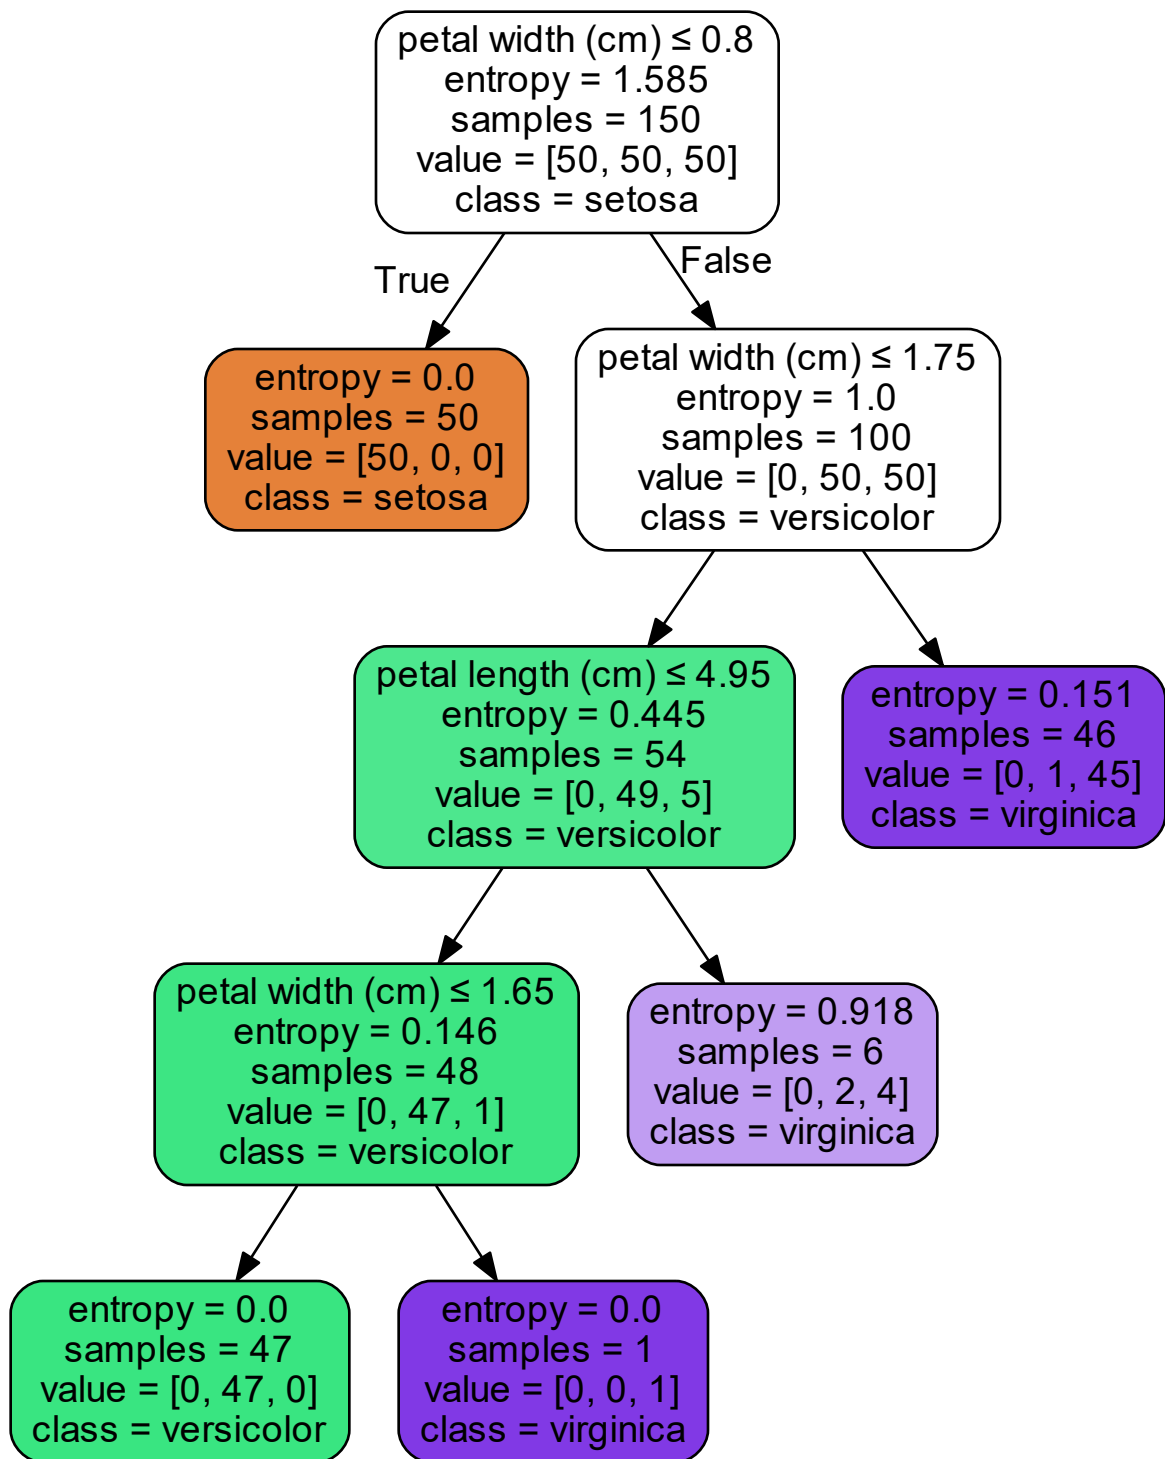 petal width (cm) ≤ 0.8
entropy = 1.585
samples = 150
value = [50, 50, 50]
class = setosa
True
False
entropy = 0.0
samples = 50
value = [50, 0, 0]
class = setosa
petal width (cm) ≤ 1.75
entropy = 1.0
samples = 100
value = [0, 50, 50]
class = versicolor
petal length (cm) ≤ 4.95
entropy = 0.445
samples = 54
value = [0, 49, 5]
class = versicolor
entropy = 0.151
samples = 46
value = [0, 1, 45]
class = virginica
petal width (cm) ≤ 1.65
entropy = 0.146
samples = 48
value = [0, 47, 1]
class = versicolor
entropy = 0.918
samples = 6
value = [0, 2, 4]
class = virginica
entropy = 0.0
samples = 47
value = [0, 47, 0]
class = versicolor
entropy = 0.0
samples = 1
value = [0, 0, 1]
class = virginica